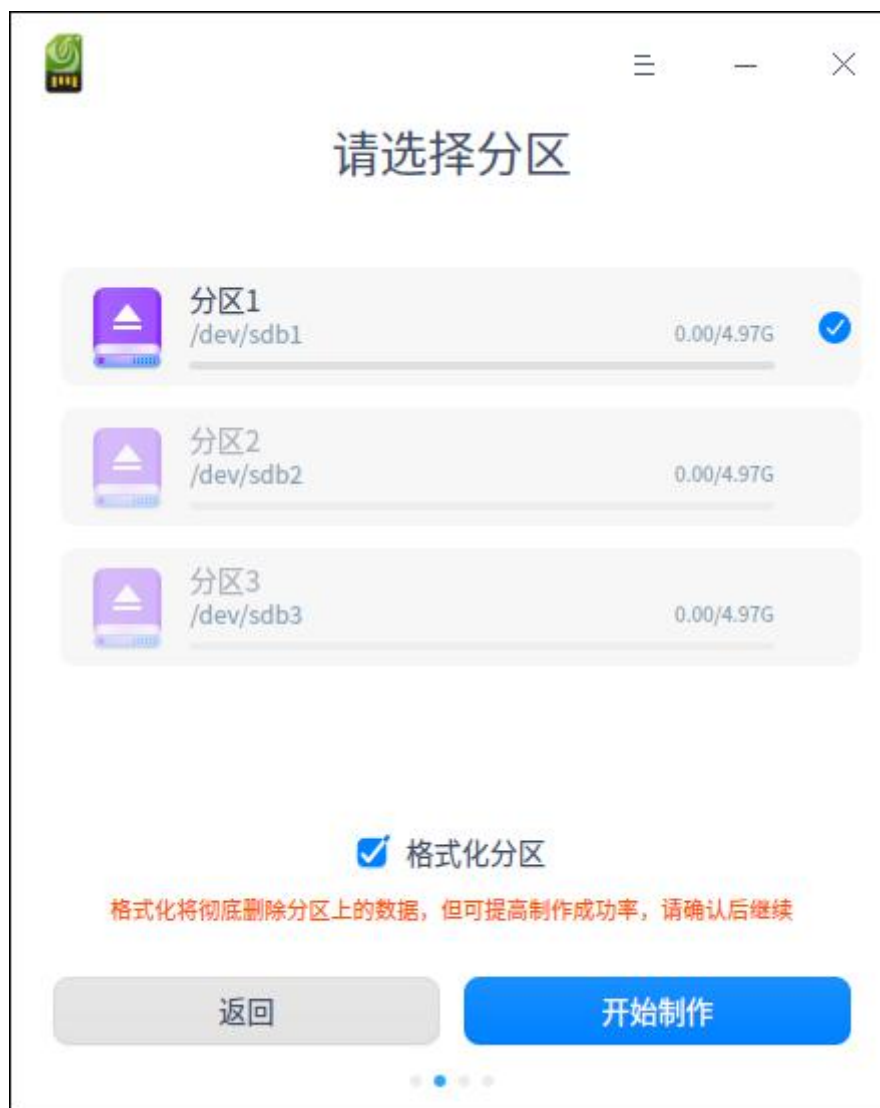 请选择分区
分区1
/dev/sdb1
0.00/4.97G
分区2
/dev/sdb2
0.00/4.97G
分区3
/dev/sdb3
0.00/4.97G
格式化分区
格式化将彻底删除分区上的数据，但可提高制作成功率，请确认后继续
返回
开始制作